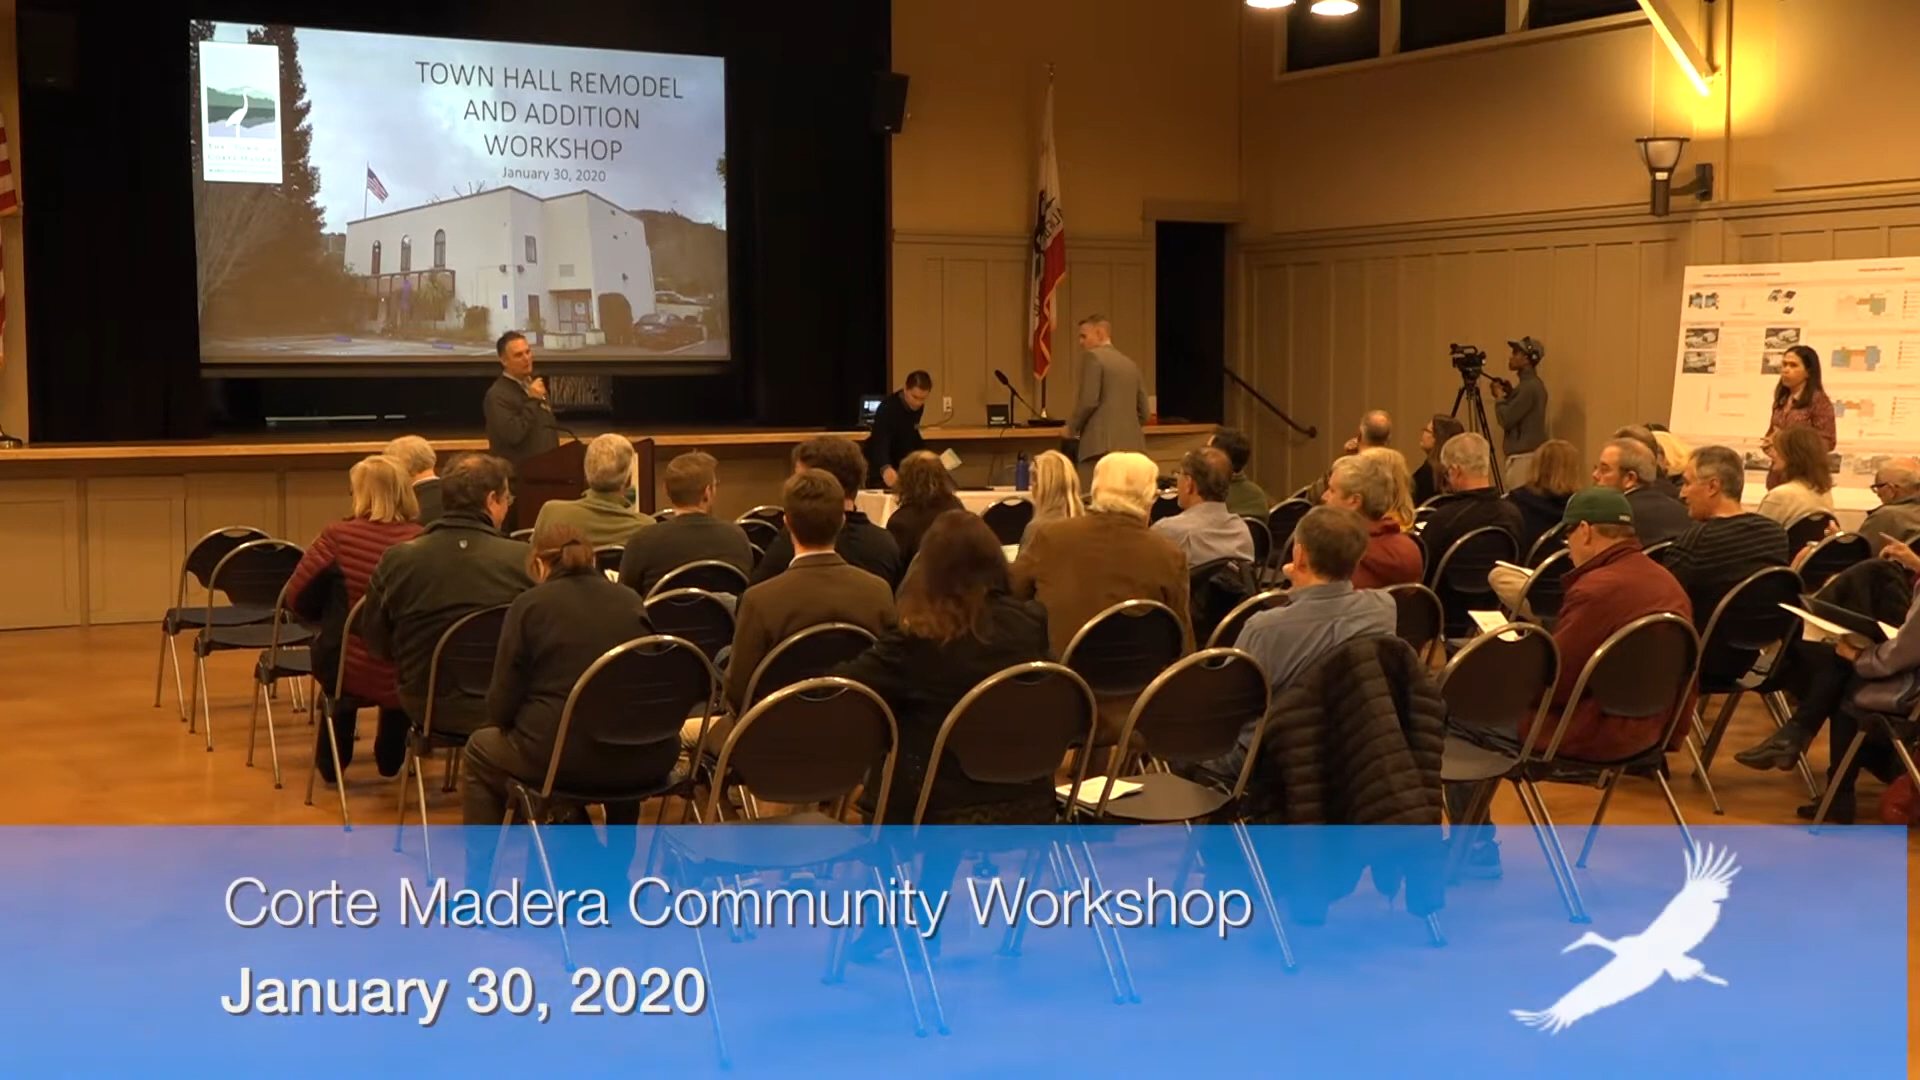 TOWN HALL REMODEL
AND ADDITION
WORKSHOP
January 30, 2020
Corte Madera Community Workshop
January 30, 2020